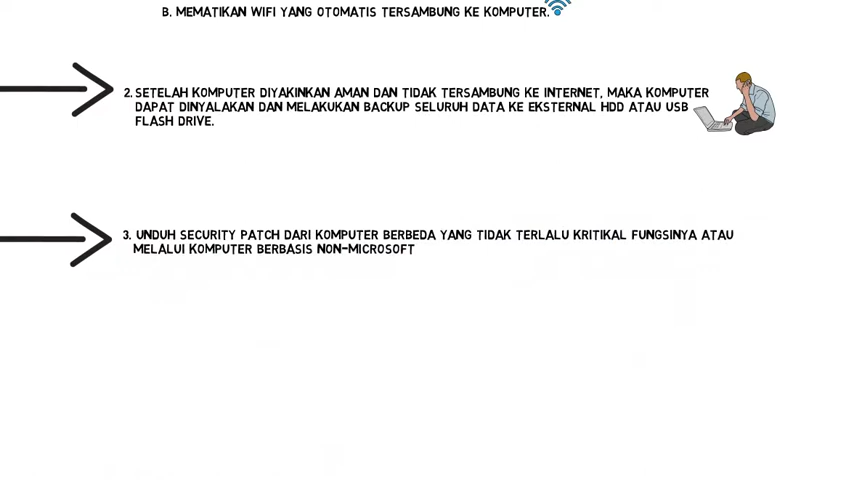 B. MEMATIKAN WIFI YANG OTOMATIS TERSAMBUNG KE KOMPUTER.
2. SETELAH KOMPUTER DIYAKINKAN AMAN DAN TIDAK TERSAMBUNG KE INTERNET, MAKA KOMPUTER
DAPAT DINYALAKAN DAN MELAKUKAN BACKUP SELURUH DATA KE EKSTERNAL HDD ATAU USB
FLASH DRIVE.
3. UNDUH SECURITY PATCH DARI KOMPUTER BERBEDA YANG TIDAK TERLALU KRITIKAL FUNGSINYA ATAU
MELALUI KOMPUTER BERBASIS NON-MICROSOFT